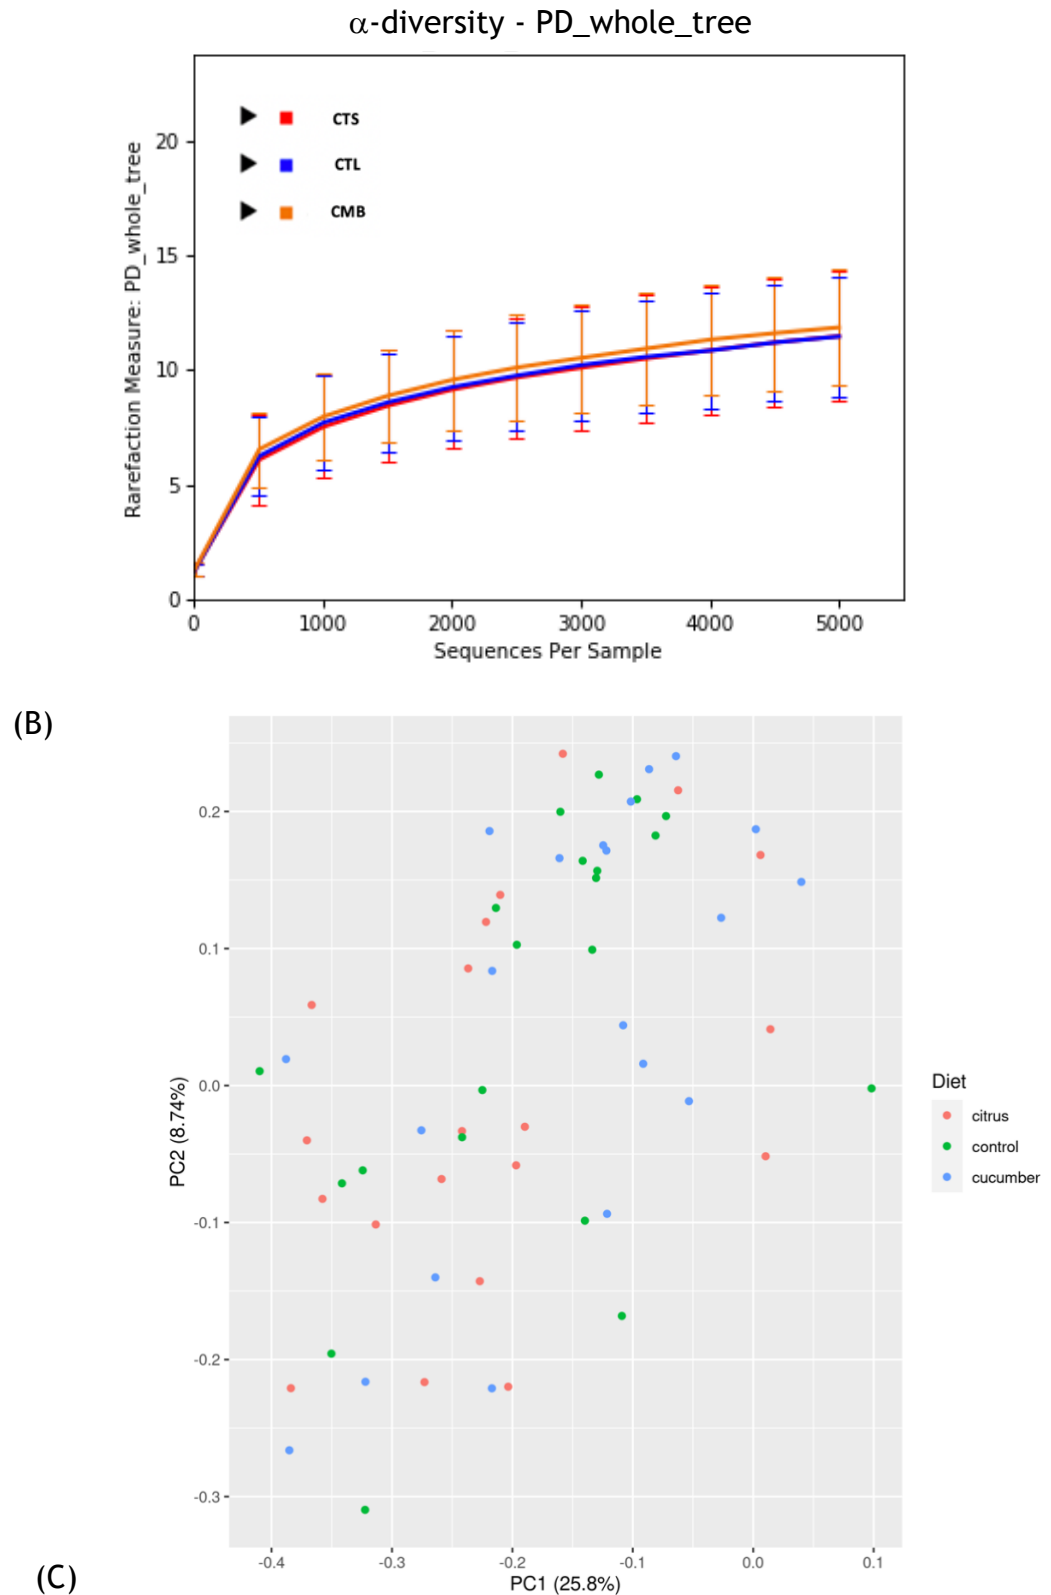 α-diversity - PD_whole_tree
Rarefaction Measure: PD_whole_tree
20
15
10
5
0
CTS
CTL
CMB
0 1000 2000 3000 4000 5000
Sequences Per Sample
(B)
PC2 (8.74%)
0.2
0.1
0.0
-0.1
-0.2
-0.3
Diet
citrus
control
cucumber
-0.4 -0.3 -0.2 -0.1 0.0 0.1
PC1 (25.8%)
(C)